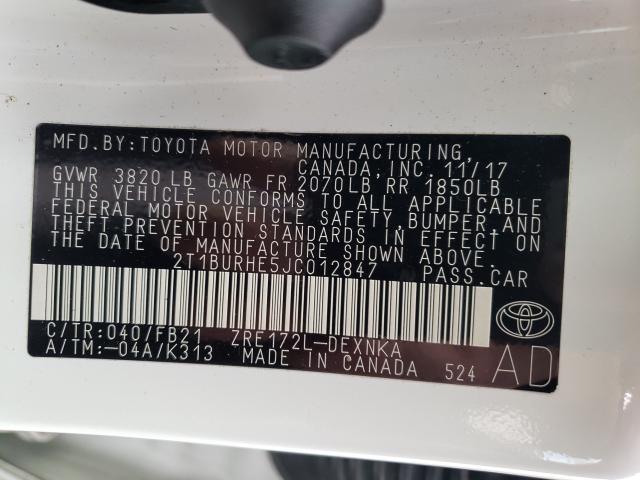 MFD.BY:TOYOTA MOTOR MANUFACTURING,
CANADA,INC. 11/17
GVWR 3820 LB GAWR FR 2070LB RR 1850LB
THIS VEHICLE CONFORMS TO ALL APPLICABLE
FEDERAL MOTOR VEHICLE SAFETY,BUMPER,AND
THEFT PREVENTION STANDARDS IN EFFECT ON
THE DATE OF MANUFACTURE SHOWN ABOVE.
2T1BURHE5JC012847 PASS.CAR
C/TR:040/FB21 ZRE172L-DEXNKA
A/TM:-04A/K313 MADE IN CANADA 524
AD